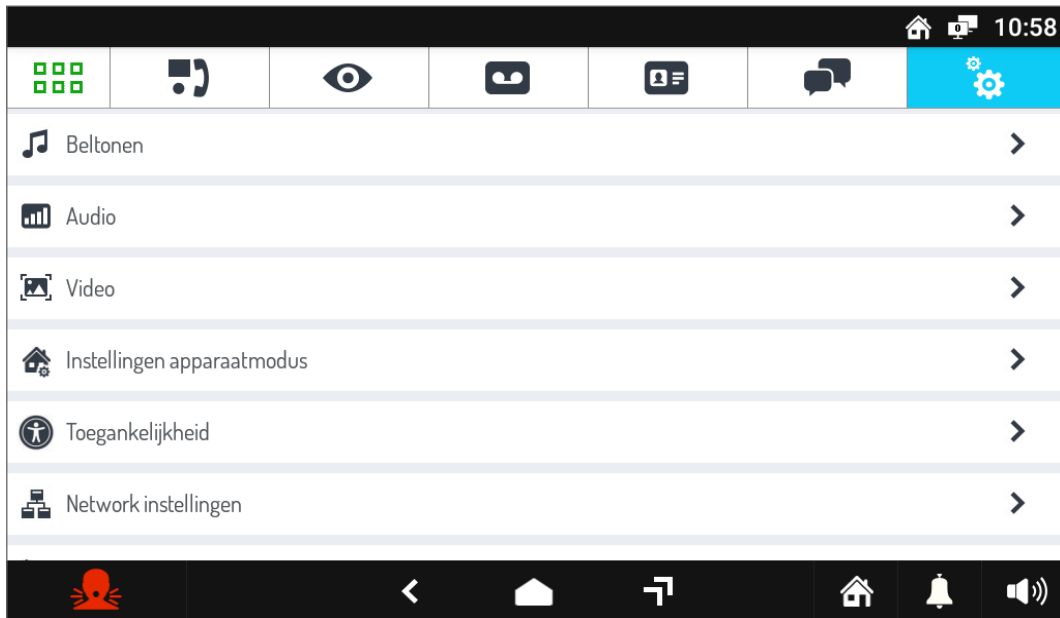 10:58
Beltonen
Audio
Video
Instellingen apparaatmodus
Toegankelijkheid
Network instellingen